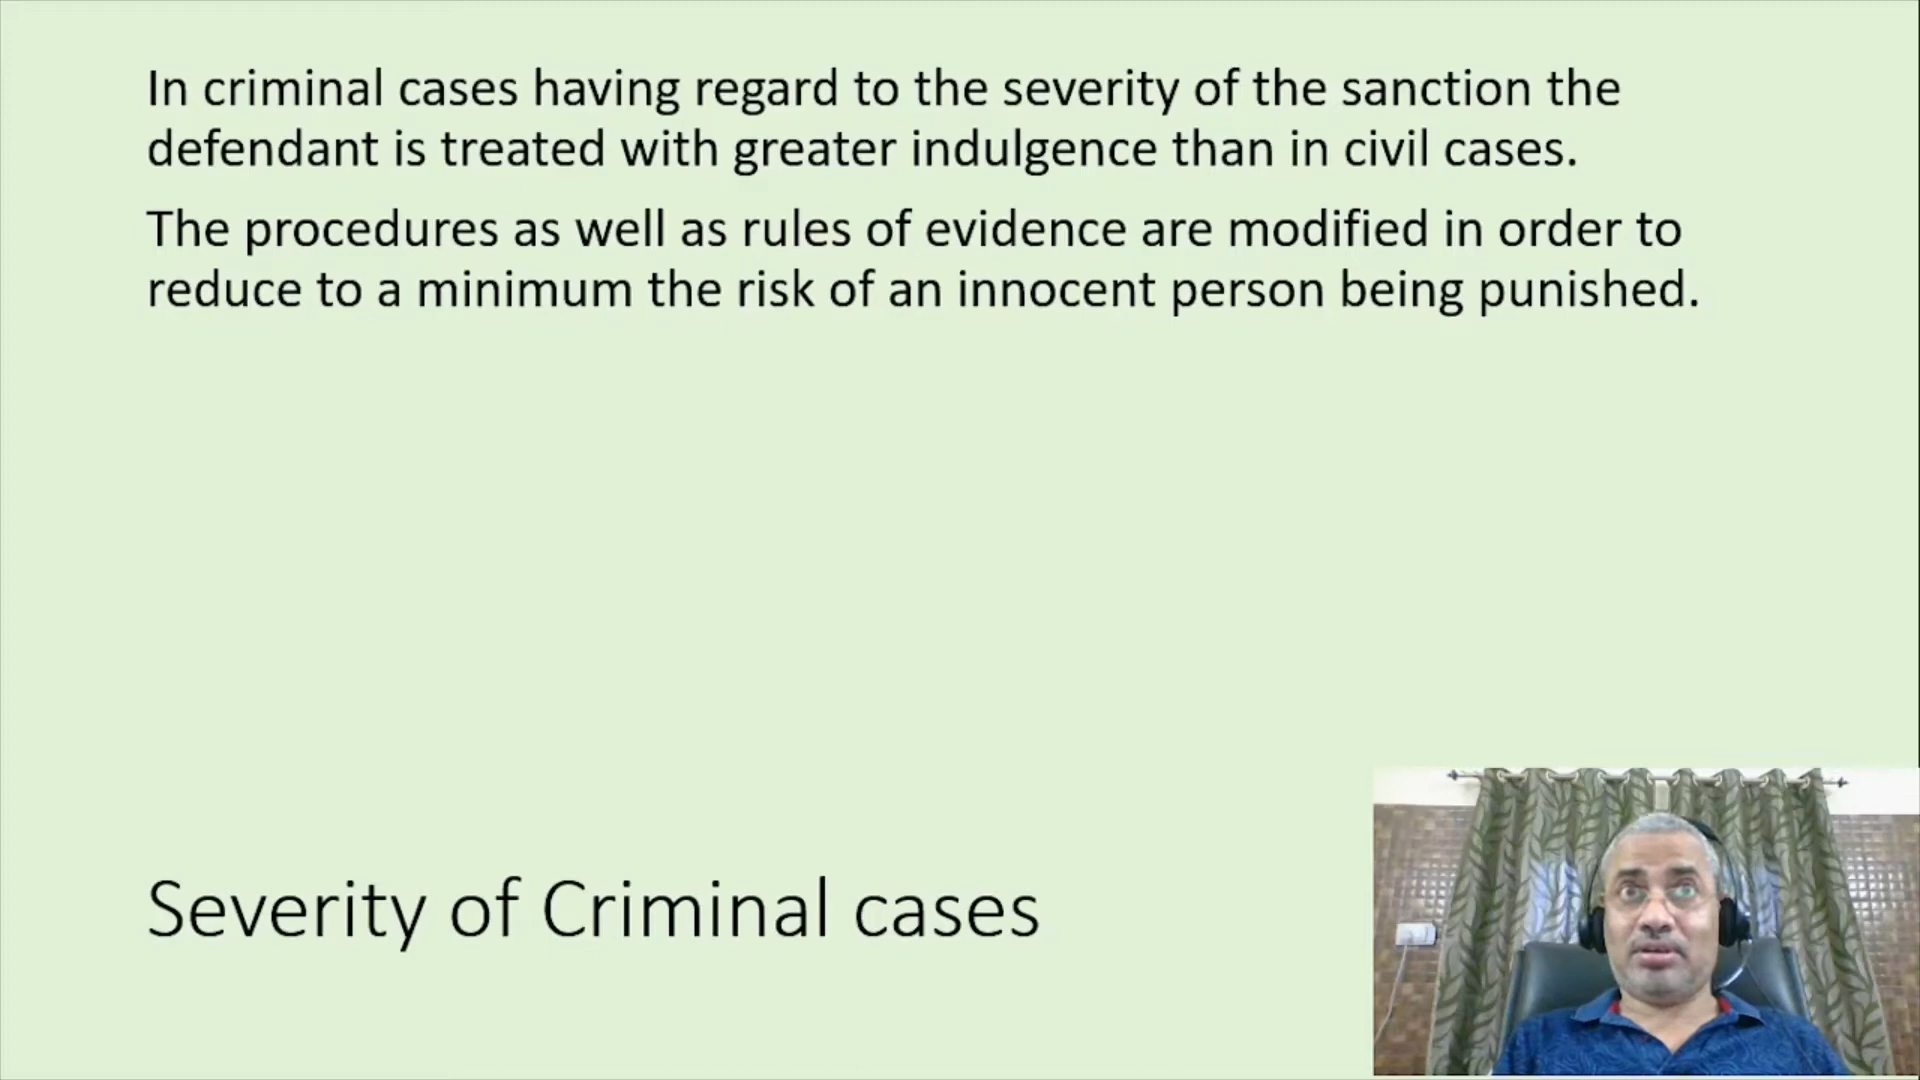 In criminal cases having regard to the severity of the sanction the
defendant is treated with greater indulgence than in civil cases.
The procedures as well as rules of evidence are modified in order to
reduce to a minimum the risk of an innocent person being punished.
Severity of Criminal cases